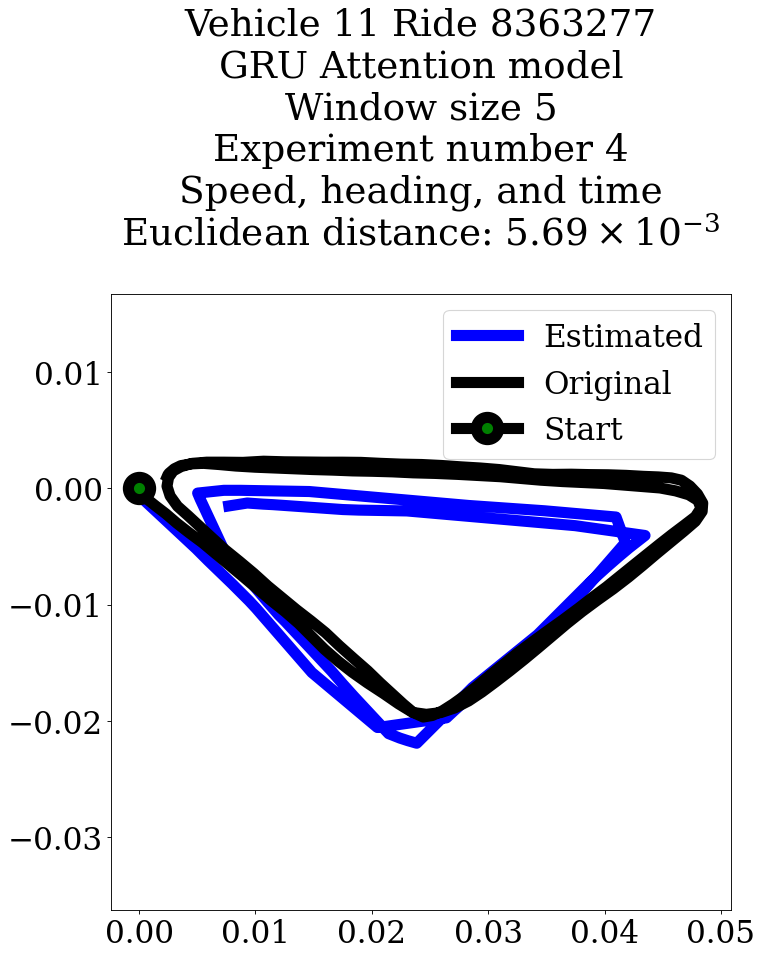 Vehicle 11 Ride 8363277
GRU Attention model
Window size 5
Experiment number 4
Speed, heading, and time
Euclidean distance: 5.69 × 10⁻³
Estimated
Original
Start
0.01
0.00
−0.01
−0.02
−0.03
0.00 0.01 0.02 0.03 0.04 0.05